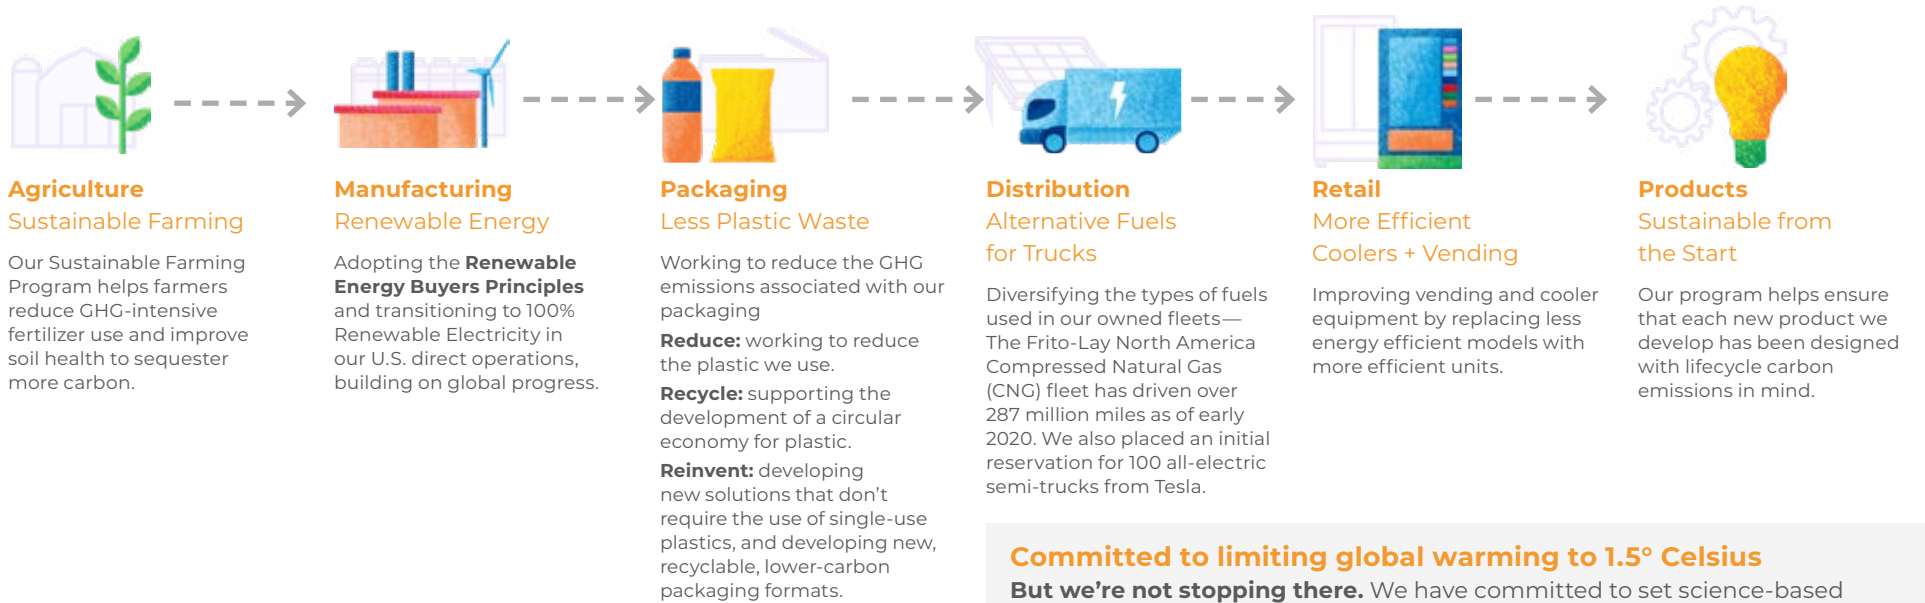 Agriculture
Sustainable Farming
Our Sustainable Farming
Program helps farmers
reduce GHG-intensive
fertilizer use and improve
soil health to sequester
more carbon.
Manufacturing
Renewable Energy
Adopting the Renewable
Energy Buyers Principles
and transitioning to 100%
Renewable Electricity in
our U.S. direct operations,
building on global progress.
Packaging
Less Plastic Waste
Working to reduce the GHG
emissions associated with our
packaging
Reduce: working to reduce
the plastic we use.
Recycle: supporting the
development of a circular
economy for plastic.
Reinvent: developing
new solutions that don’t
require the use of single-use
plastics, and developing new,
recyclable, lower-carbon
packaging formats.
Distribution
Alternative Fuels
for Trucks
Diversifying the types of fuels
used in our owned fleets—
The Frito-Lay North America
Compressed Natural Gas
(CNG) fleet has driven over
287 million miles as of early
2020. We also placed an initial
reservation for 100 all-electric
semi-trucks from Tesla.
Retail
More Efficient
Coolers + Vending
Improving vending and cooler
equipment by replacing less
energy efficient models with
more efficient units.
Products
Sustainable from
the Start
Our program helps ensure
that each new product we
develop has been designed
with lifecycle carbon
emissions in mind.
Committed to limiting global warming to 1.5° Celsius
But we’re not stopping there. We have committed to set science-based